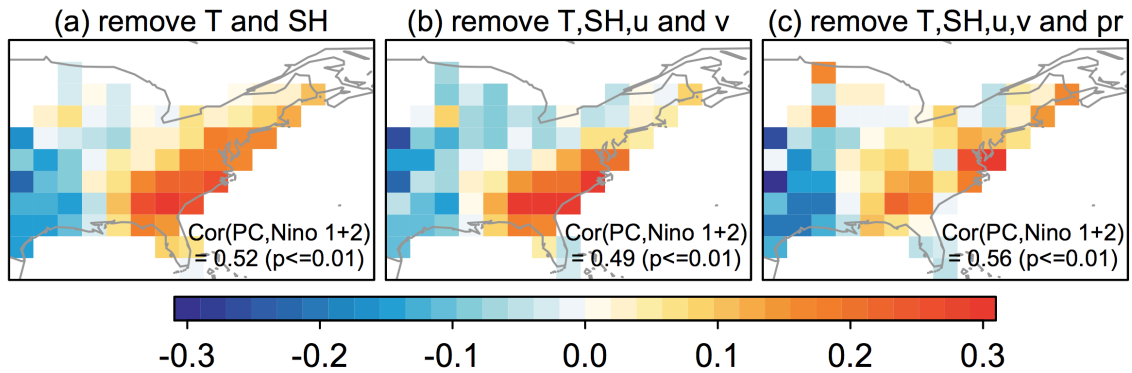 (a) remove T and SH
(b) remove T,SH,u and v
(c) remove T,SH,u,v and pr
Cor(PC,Nino 1+2)
= 0.52 (p<=0.01)
Cor(PC,Nino 1+2)
= 0.49 (p<=0.01)
Cor(PC,Nino 1+2)
= 0.56 (p<=0.01)
-0.3 -0.2 -0.1 0.0 0.1 0.2 0.3